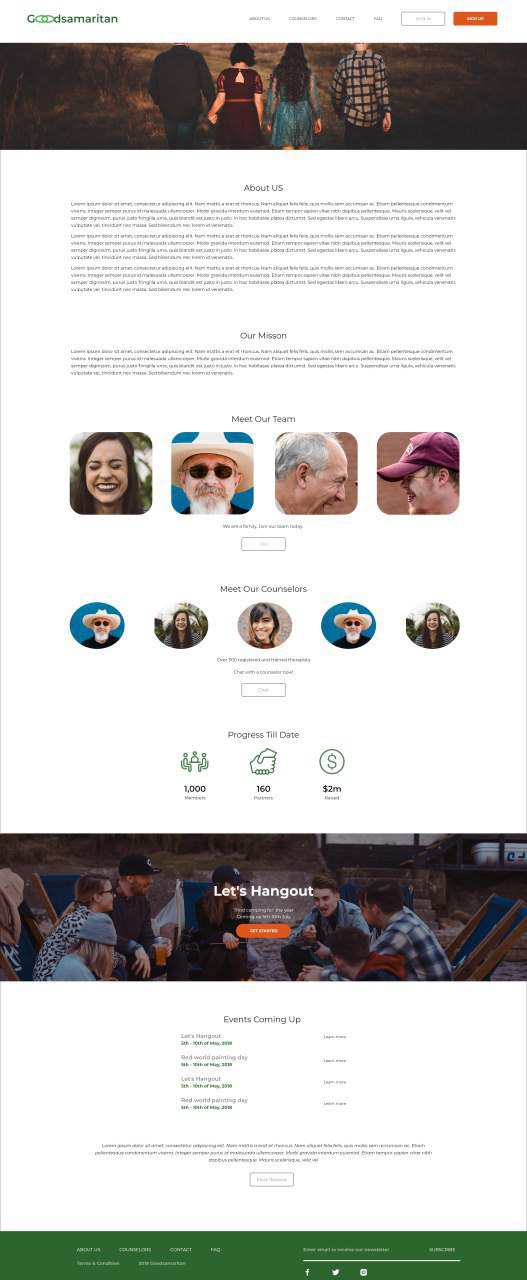 Goodsamaritan
ABOUT US COUNSELORS CONTACT FAQ SIGN IN SIGN UP
About US
Lorem ipsum dolor sit amet, consectetur adipiscing elit. Nam mattis a erat et rhoncus. Nam aliquet felis felis, quis mollis sem accumsan ac. Etiam pellentesque condimentum
viverra. Integer semper purus id malesuada ullamcorper. Morbi gravida interdum euismod. Etiam tempor sapien vitae nibh dapibus pellentesque. Mauris scelerisque, velit vel
semper dignissim, purus justo fringilla urna, quis blandit est justo in justo. In hac habitasse platea dictumst. Sed egestas libero arcu. Suspendisse urna ligula, vehicula venenatis
vulputate vel, tincidunt nec massa. Sed bibendum nec lorem id venenatis.
Lorem ipsum dolor sit amet, consectetur adipiscing elit. Nam mattis a erat et rhoncus. Nam aliquet felis felis, quis mollis sem accumsan ac. Etiam pellentesque condimentum
viverra. Integer semper purus id malesuada ullamcorper. Morbi gravida interdum euismod. Etiam tempor sapien vitae nibh dapibus pellentesque. Mauris scelerisque, velit vel
semper dignissim, purus justo fringilla urna, quis blandit est justo in justo. In hac habitasse platea dictumst. Sed egestas libero arcu. Suspendisse urna ligula, vehicula venenatis
vulputate vel, tincidunt nec massa. Sed bibendum nec lorem id venenatis.
Lorem ipsum dolor sit amet, consectetur adipiscing elit. Nam mattis a erat et rhoncus. Nam aliquet felis felis, quis mollis sem accumsan ac. Etiam pellentesque condimentum
viverra. Integer semper purus id malesuada ullamcorper. Morbi gravida interdum euismod. Etiam tempor sapien vitae nibh dapibus pellentesque. Mauris scelerisque, velit vel
semper dignissim, purus justo fringilla urna, quis blandit est justo in justo. In hac habitasse platea dictumst. Sed egestas libero arcu. Suspendisse urna ligula, vehicula venenatis
vulputate vel, tincidunt nec massa. Sed bibendum nec lorem id venenatis.
Our Misson
Lorem ipsum dolor sit amet, consectetur adipiscing elit. Nam mattis a erat et rhoncus. Nam aliquet felis felis, quis mollis sem accumsan ac. Etiam pellentesque condimentum
viverra. Integer semper purus id malesuada ullamcorper. Morbi gravida interdum euismod. Etiam tempor sapien vitae nibh dapibus pellentesque. Mauris scelerisque, velit vel
semper dignissim, purus justo fringilla urna, quis blandit est justo in justo. In hac habitasse platea dictumst. Sed egestas libero arcu. Suspendisse urna ligula, vehicula venenatis
vulputate vel, tincidunt nec massa. Sed bibendum nec lorem id venenatis.
Meet Our Team
We are a family, Join our team today
Join
Meet Our Counselors
Over 300 registered and trained therapists
Chat with a counselor now!
Chat
Progress Till Date
1,000 160 $2m
Members Partners Raised
Let's Hangout
Third camping for the year
Coming up 5th-10th July
GET STARTED
Events Coming Up
Let's Hangout
5th - 10th of May, 2018
Learn more
Red world painting day
5th - 10th of May, 2018
Learn more
Let's Hangout
5th - 10th of May, 2018
Learn more
Red world painting day
5th - 10th of May, 2018
Learn more
Lorem ipsum dolor sit amet, consectetur adipiscing elit. Nam mattis a erat et rhoncus. Nam aliquet felis felis, quis mollis sem accumsan ac. Etiam
pellentesque condimentum viverra. Integer semper purus id malesuada ullamcorper. Morbi gravida interdum euismod. Etiam tempor sapien vitae nibh
dapibus pellentesque. Mauris scelerisque, velit vel
More Reviews
ABOUT US COUNSELORS CONTACT FAQ
Enter email to receive our newsletter SUBSCRIBE
Terms & Condition 2019 Goodsamaritan